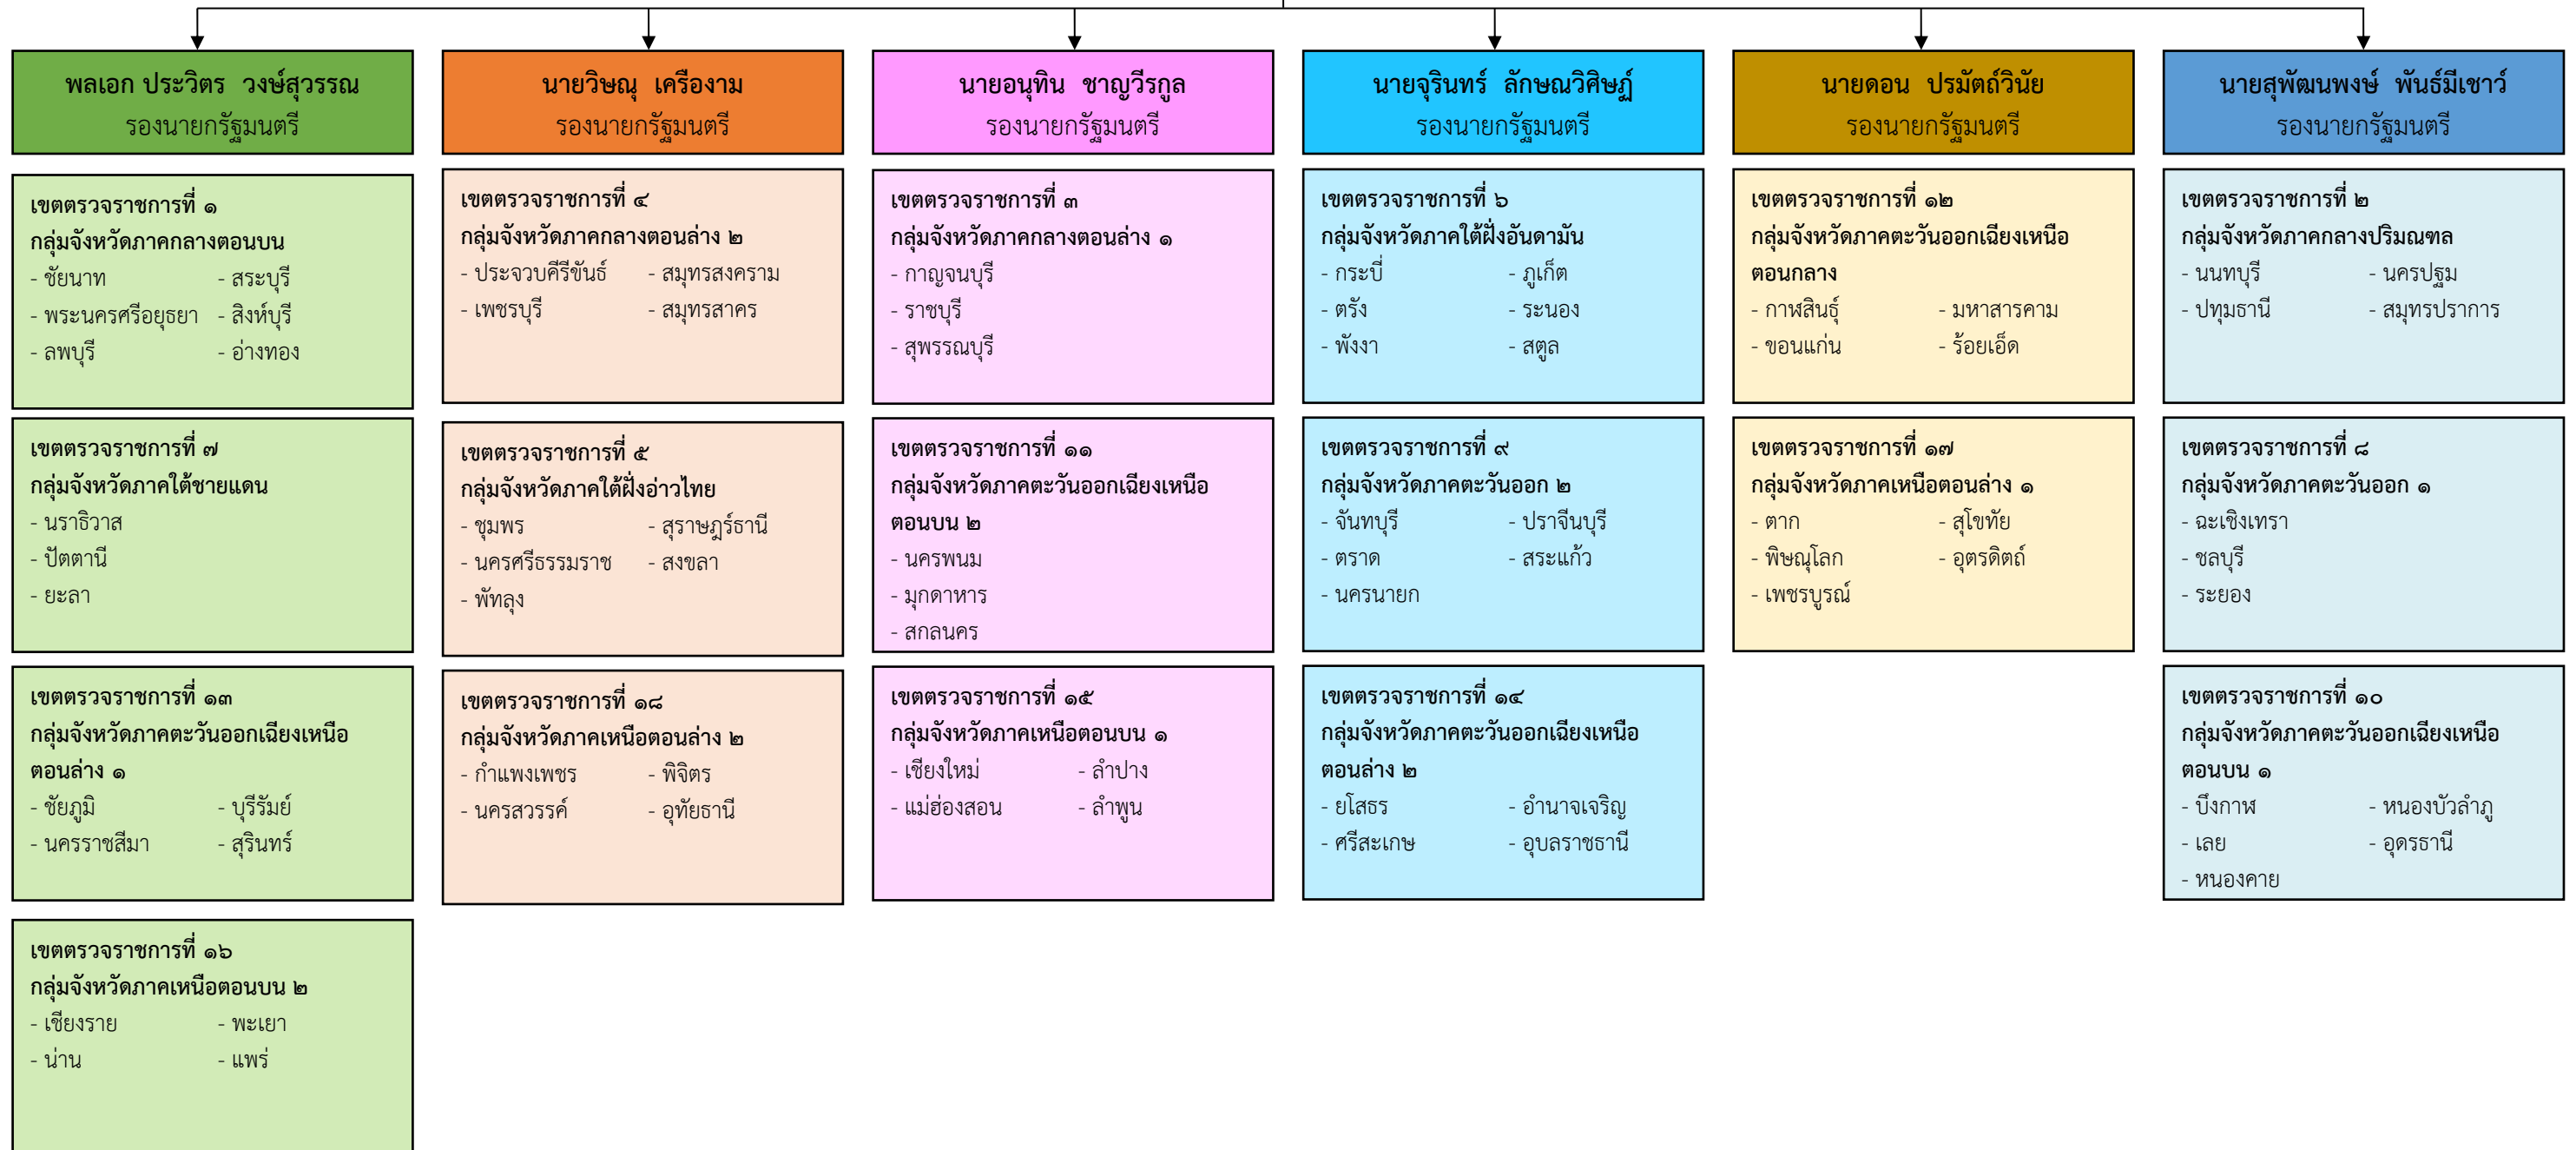 พลเอก ประวิตร วงษ์สุวรรณ
รองนายกรัฐมนตรี
เขตตรวจราชการที่ ๑
กลุ่มจังหวัดภาคกลางตอนบน
- ชัยนาท - สระบุรี
- พระนครศรีอยุธยา - สิงห์บุรี
- ลพบุรี - อ่างทอง
เขตตรวจราชการที่ ๗
กลุ่มจังหวัดภาคใต้ชายแดน
- นราธิวาส
- ปัตตานี
- ยะลา
เขตตรวจราชการที่ ๑๓
กลุ่มจังหวัดภาคตะวันออกเฉียงเหนือ
ตอนล่าง ๑
- ชัยภูมิ - บุรีรัมย์
- นครราชสีมา - สุรินทร์
เขตตรวจราชการที่ ๑๖
กลุ่มจังหวัดภาคเหนือตอนบน ๒
- เชียงราย - พะเยา
- น่าน - แพร่
นายวิษณุ เครืองาม
รองนายกรัฐมนตรี
เขตตรวจราชการที่ ๔
กลุ่มจังหวัดภาคกลางตอนล่าง ๒
- ประจวบคีรีขันธ์ - สมุทรสงคราม
- เพชรบุรี - สมุทรสาคร
เขตตรวจราชการที่ ๕
กลุ่มจังหวัดภาคใต้ฝั่งอ่าวไทย
- ชุมพร - สุราษฎร์ธานี
- นครศรีธรรมราช - สงขลา
- พัทลุง
เขตตรวจราชการที่ ๑๘
กลุ่มจังหวัดภาคเหนือตอนล่าง ๒
- กำแพงเพชร - พิจิตร
- นครสวรรค์ - อุทัยธานี
นายอนุทิน ชาญวีรกูล
รองนายกรัฐมนตรี
เขตตรวจราชการที่ ๓
กลุ่มจังหวัดภาคกลางตอนล่าง ๑
- กาญจนบุรี
- ราชบุรี
- สุพรรณบุรี
เขตตรวจราชการที่ ๑๑
กลุ่มจังหวัดภาคตะวันออกเฉียงเหนือ
ตอนบน ๒
- นครพนม
- มุกดาหาร
- สกลนคร
เขตตรวจราชการที่ ๑๕
กลุ่มจังหวัดภาคเหนือตอนบน ๑
- เชียงใหม่ - ลำปาง
- แม่ฮ่องสอน - ลำพูน
นายจุรินทร์ ลักษณวิศิษฏ์
รองนายกรัฐมนตรี
เขตตรวจราชการที่ ๖
กลุ่มจังหวัดภาคใต้ฝั่งอันดามัน
- กระบี่ - ภูเก็ต
- ตรัง - ระนอง
- พังงา - สตูล
เขตตรวจราชการที่ ๙
กลุ่มจังหวัดภาคตะวันออก ๒
- จันทบุรี - ปราจีนบุรี
- ตราด - สระแก้ว
- นครนายก
เขตตรวจราชการที่ ๑๔
กลุ่มจังหวัดภาคตะวันออกเฉียงเหนือ
ตอนล่าง ๒
- ยโสธร - อำนาจเจริญ
- ศรีสะเกษ - อุบลราชธานี
นายดอน ปรมัตถ์วินัย
รองนายกรัฐมนตรี
เขตตรวจราชการที่ ๑๒
กลุ่มจังหวัดภาคตะวันออกเฉียงเหนือ
ตอนกลาง
- กาฬสินธุ์ - มหาสารคาม
- ขอนแก่น - ร้อยเอ็ด
เขตตรวจราชการที่ ๑๗
กลุ่มจังหวัดภาคเหนือตอนล่าง ๑
- ตาก - สุโขทัย
- พิษณุโลก - อุตรดิตถ์
- เพชรบูรณ์
นายสุพัฒนพงษ์ พันธ์มีเชาว์
รองนายกรัฐมนตรี
เขตตรวจราชการที่ ๒
กลุ่มจังหวัดภาคกลางปริมณฑล
- นนทบุรี - นครปฐม
- ปทุมธานี - สมุทรปราการ
เขตตรวจราชการที่ ๘
กลุ่มจังหวัดภาคตะวันออก ๑
- ฉะเชิงเทรา
- ชลบุรี
- ระยอง
เขตตรวจราชการที่ ๑๐
กลุ่มจังหวัดภาคตะวันออกเฉียงเหนือ
ตอนบน ๑
- บึงกาฬ - หนองบัวลำภู
- เลย - อุดรธานี
- หนองคาย